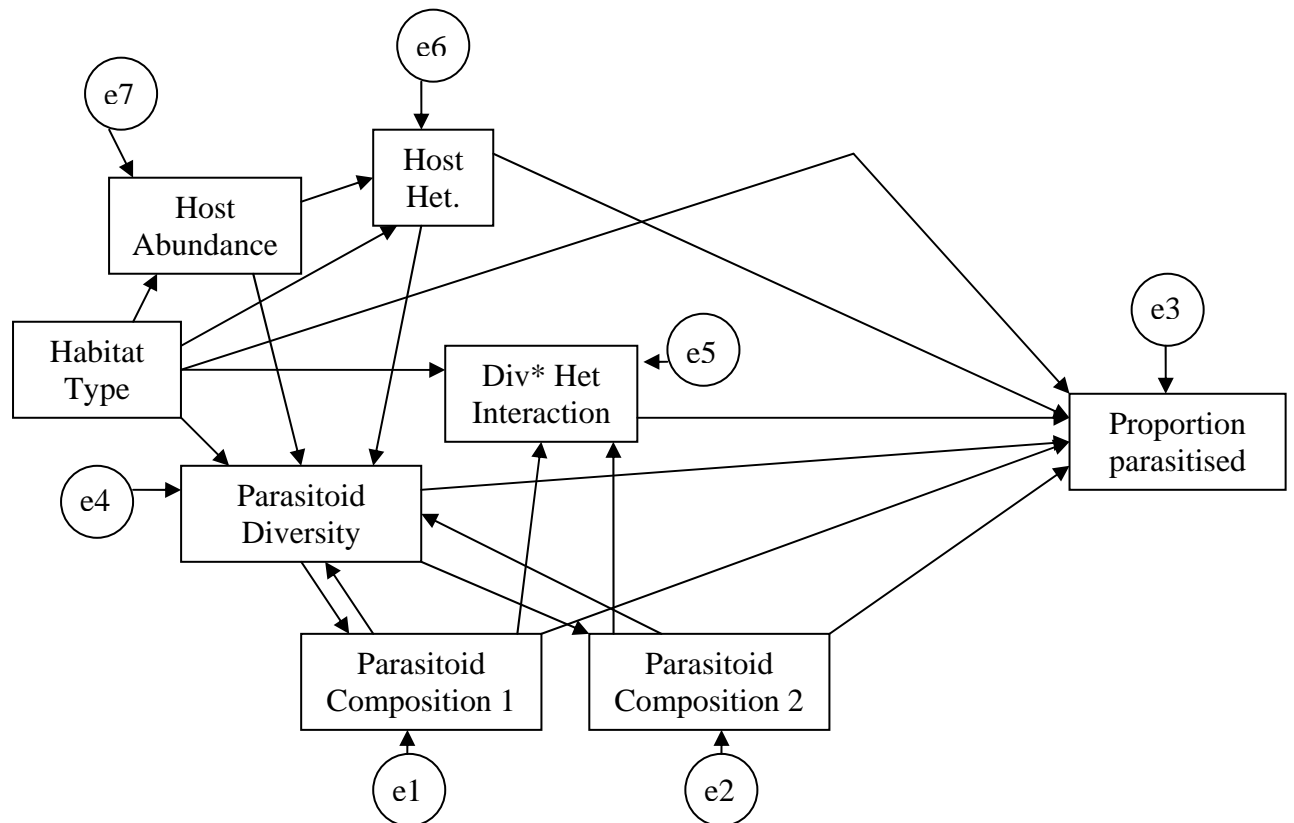 e6
e7
Host
Het.
Host
Abundance
e3
Habitat
Type
e5
Div* Het
Interaction
Proportion
parasitised
e4
Parasitoid
Diversity
Parasitoid
Composition 1
Parasitoid
Composition 2
e1
e2